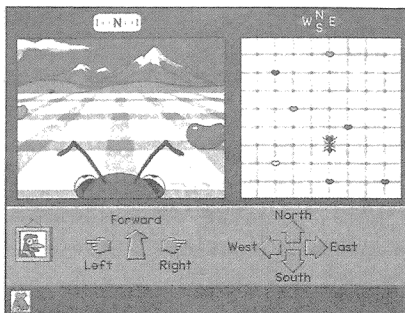 N
N
W E
S
Forward
Left Right
North
West East
South